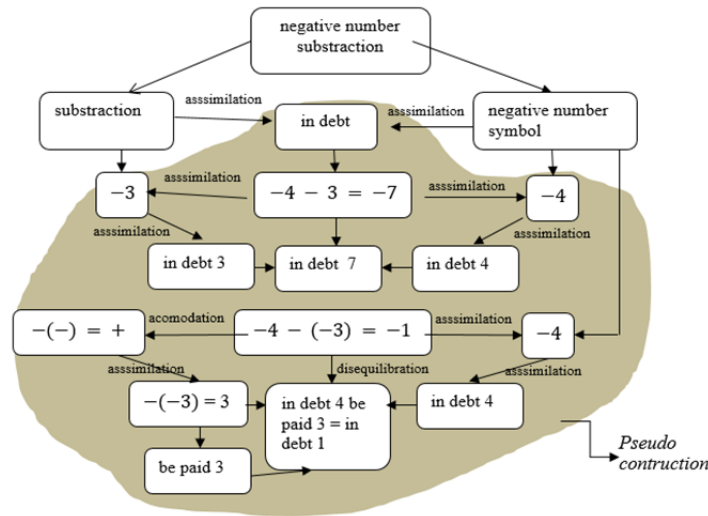 negative number
substraction
substraction
asssimilation
in debt
asssimilation
negative number
symbol
−3
asssimilation
−4 − 3 = −7
asssimilation
−4
asssimilation
asssimilation
in debt 3
in debt 7
in debt 4
−(−) = +
acomodation
−4 − (−3) = −1
asssimilation
−4
asssimilation
disequilibration
asssimilation
−(−3) = 3
in debt 4 be
paid 3 = in
debt 1
in debt 4
be paid 3
Pseudo
contruction